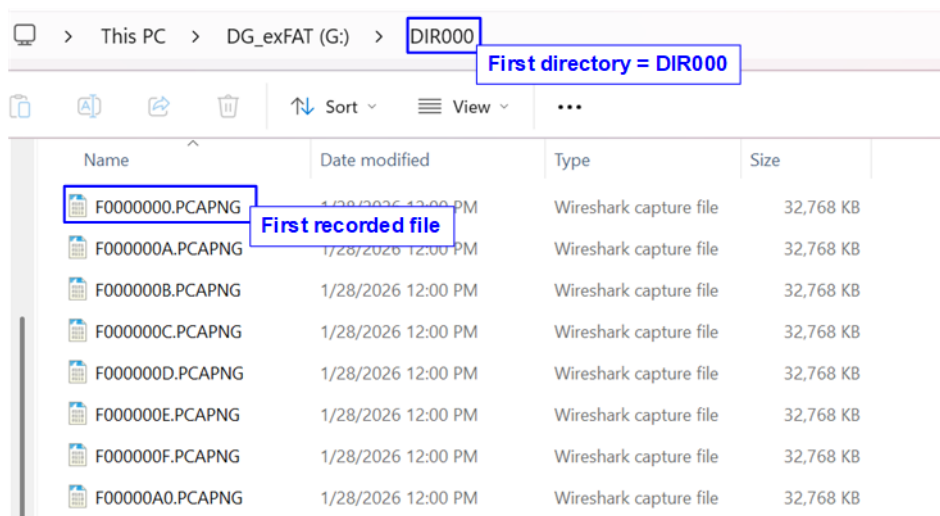 This PC > DG_exFAT (G:) > DIR000
First directory = DIR000
Sort View •••
Name Date modified Type Size
F0000000.PCAPNG 1/28/2026 12:00 PM Wireshark capture file 32,768 KB
First recorded file
F000000A.PCAPNG 1/28/2026 12:00 PM Wireshark capture file 32,768 KB
F000000B.PCAPNG 1/28/2026 12:00 PM Wireshark capture file 32,768 KB
F000000C.PCAPNG 1/28/2026 12:00 PM Wireshark capture file 32,768 KB
F000000D.PCAPNG 1/28/2026 12:00 PM Wireshark capture file 32,768 KB
F000000E.PCAPNG 1/28/2026 12:00 PM Wireshark capture file 32,768 KB
F000000F.PCAPNG 1/28/2026 12:00 PM Wireshark capture file 32,768 KB
F00000A0.PCAPNG 1/28/2026 12:00 PM Wireshark capture file 32,768 KB